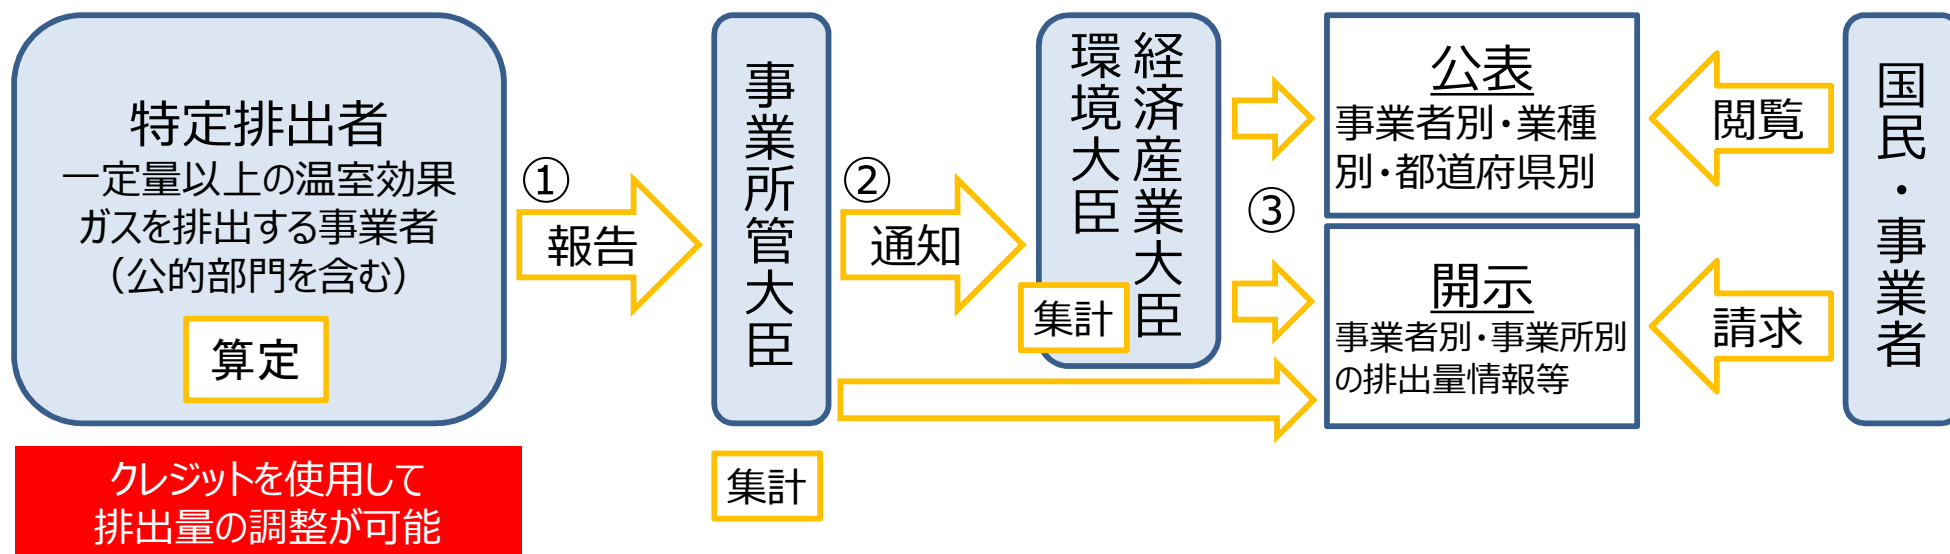 特定排出者
一定量以上の温室効果
ガスを排出する事業者
（公的部門を含む）
算定
クレジットを使用して
排出量の調整が可能
①
報告
事業所管大臣
集計
②
通知
経済産業大臣
環境大臣
集計
③
公表
事業者別・業種
別・都道府県別
開示
事業者別・事業所別
の排出量情報等
閲覧
請求
国民・事業者